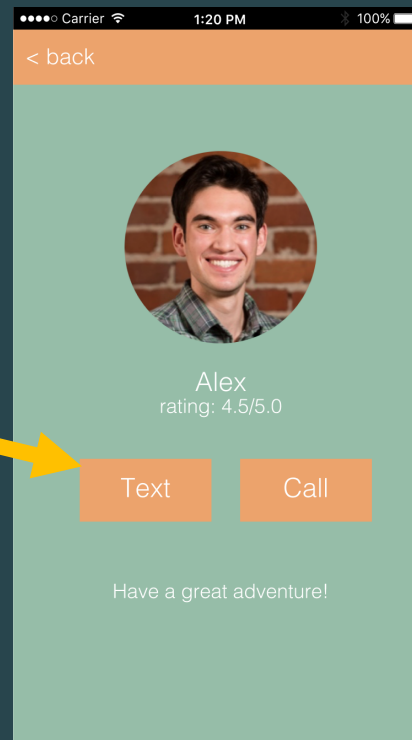 Carrier 1:20 PM 100%
< back
Alex
rating: 4.5/5.0
Text Call
Have a great adventure!